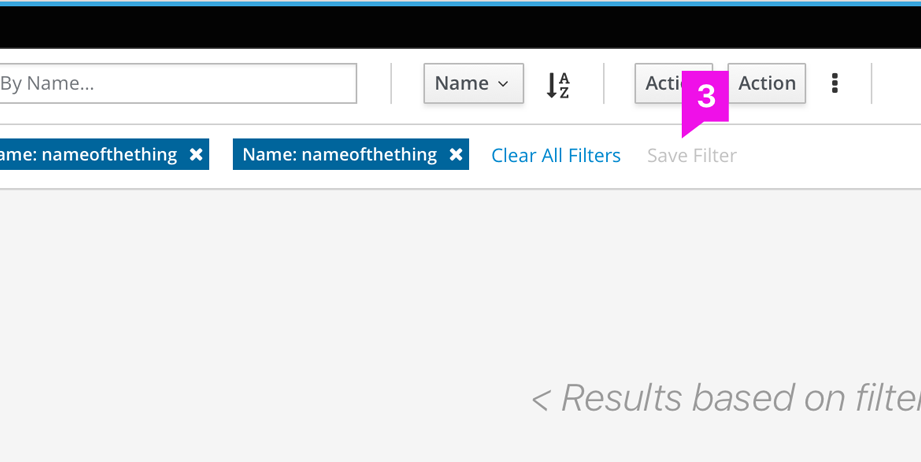 By Name...
Name
A
Z
Acti
3
Action
ame: nameofthething
Name: nameofthething
Clear All Filters
Save Filter
< Results based on filter